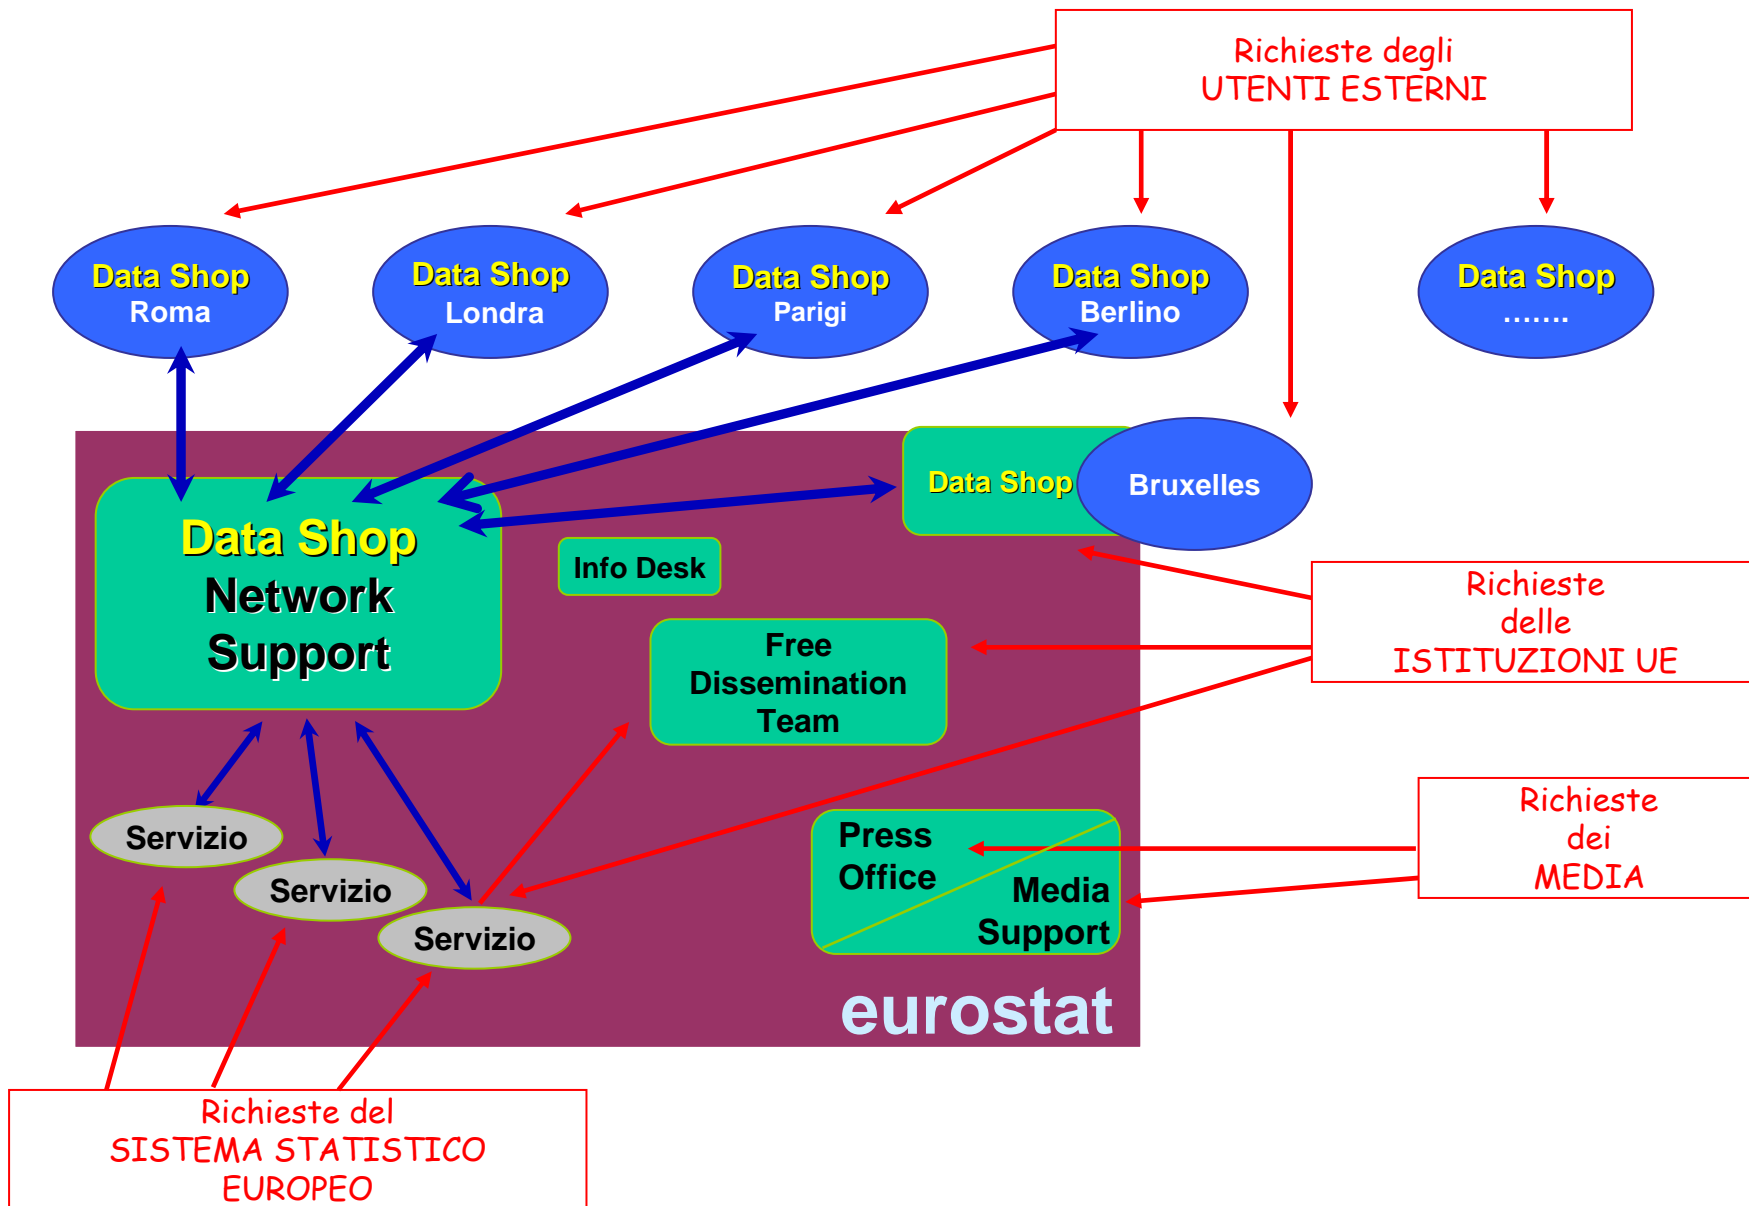 Richieste degli
UTENTI ESTERNI
Data Shop
Roma
Data Shop
Londra
Data Shop
Parigi
Data Shop
Berlino
Data Shop
.......
Data Shop
Bruxelles
Data Shop
Network
Support
Info Desk
Free
Dissemination
Team
Richieste
delle
ISTITUZIONI UE
Servizio
Servizio
Servizio
Press
Office
Media
Support
Richieste
dei
MEDIA
eurostat
Richieste del
SISTEMA STATISTICO
EUROPEO